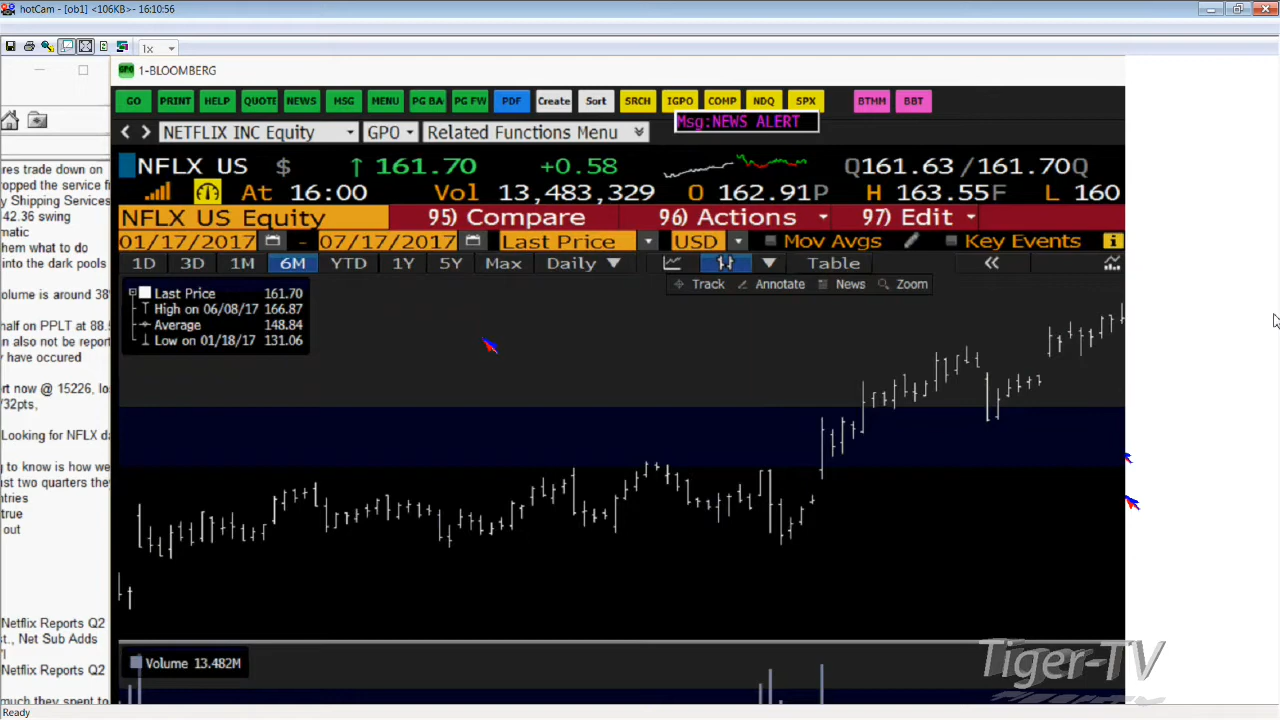 hotCam - [ob1] <106KB> - 16:10:56
1x
1-BLOOMBERG
GO PRINT HELP QUOTE NEWS MSG MENU PG BA PG FW PDF Create Sort SRCH IGPO COMP NDQ SPX BTMM BBT
Msg:NEWS ALERT
NETFLIX INC Equity GPO Related Functions Menu
NFLX US $ ↑ 161.70 +0.58 Q161.63 /161.70Q
At 16:00 Vol 13,483,329 O 162.91P H 163.55F L 160
NFLX US Equity 95) Compare 96) Actions 97) Edit
01/17/2017 - 07/17/2017 Last Price USD Mov Avgs Key Events
1D 3D 1M 6M YTD 1Y 5Y Max Daily Table
Track Annotate News Zoom
Last Price 161.70
High on 06/08/17 166.87
Average 148.84
Low on 01/18/17 131.06
Volume 13.482M
res trade down on
opped the service f
y Shipping Services
42.36 swing
matic
hem what to do
into the dark pools
olume is around 38
half on PPLT at 88.
n also not be report
y have occured
rt now @ 15226, lo
/32pts,
Looking for NFLX da
g to know is how we
ast two quarters they
ntries
true
out
Netflix Reports Q2
st., Net Sub Adds
Netflix Reports Q2
much they spent to
Tiger-TV
Ready